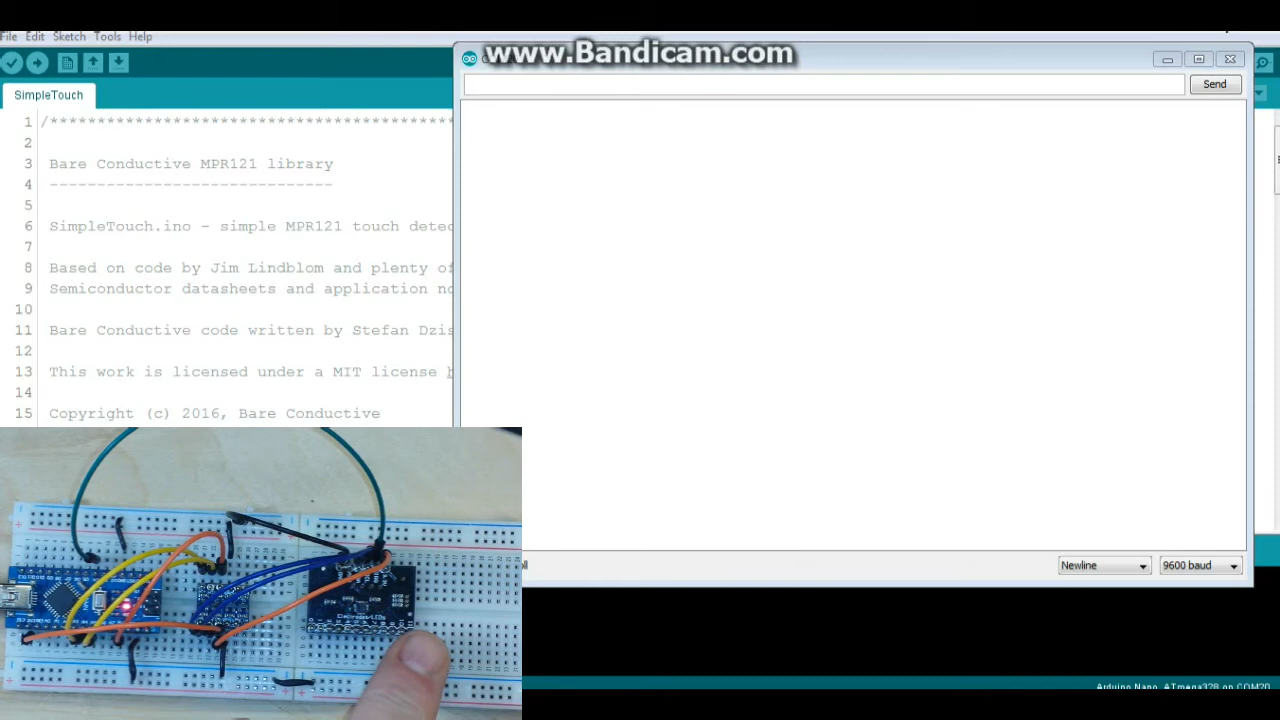 www.Bandicam.com
File Edit Sketch Tools Help
Send
SimpleTouch
1 /********************************************
2
3 Bare Conductive MPR121 library
4 ------------------------------
5
6 SimpleTouch.ino - simple MPR121 touch detec
7
8 Based on code by Jim Lindblom and plenty of
9 Semiconductor datasheets and application no
10
11 Bare Conductive code written by Stefan Dzis
12
13 This work is licensed under a MIT license b
14
15 Copyright (c) 2016, Bare Conductive
Newline
9600 baud
Electrodes/LEDs
Arduino Nano, ATmega328 on COM20